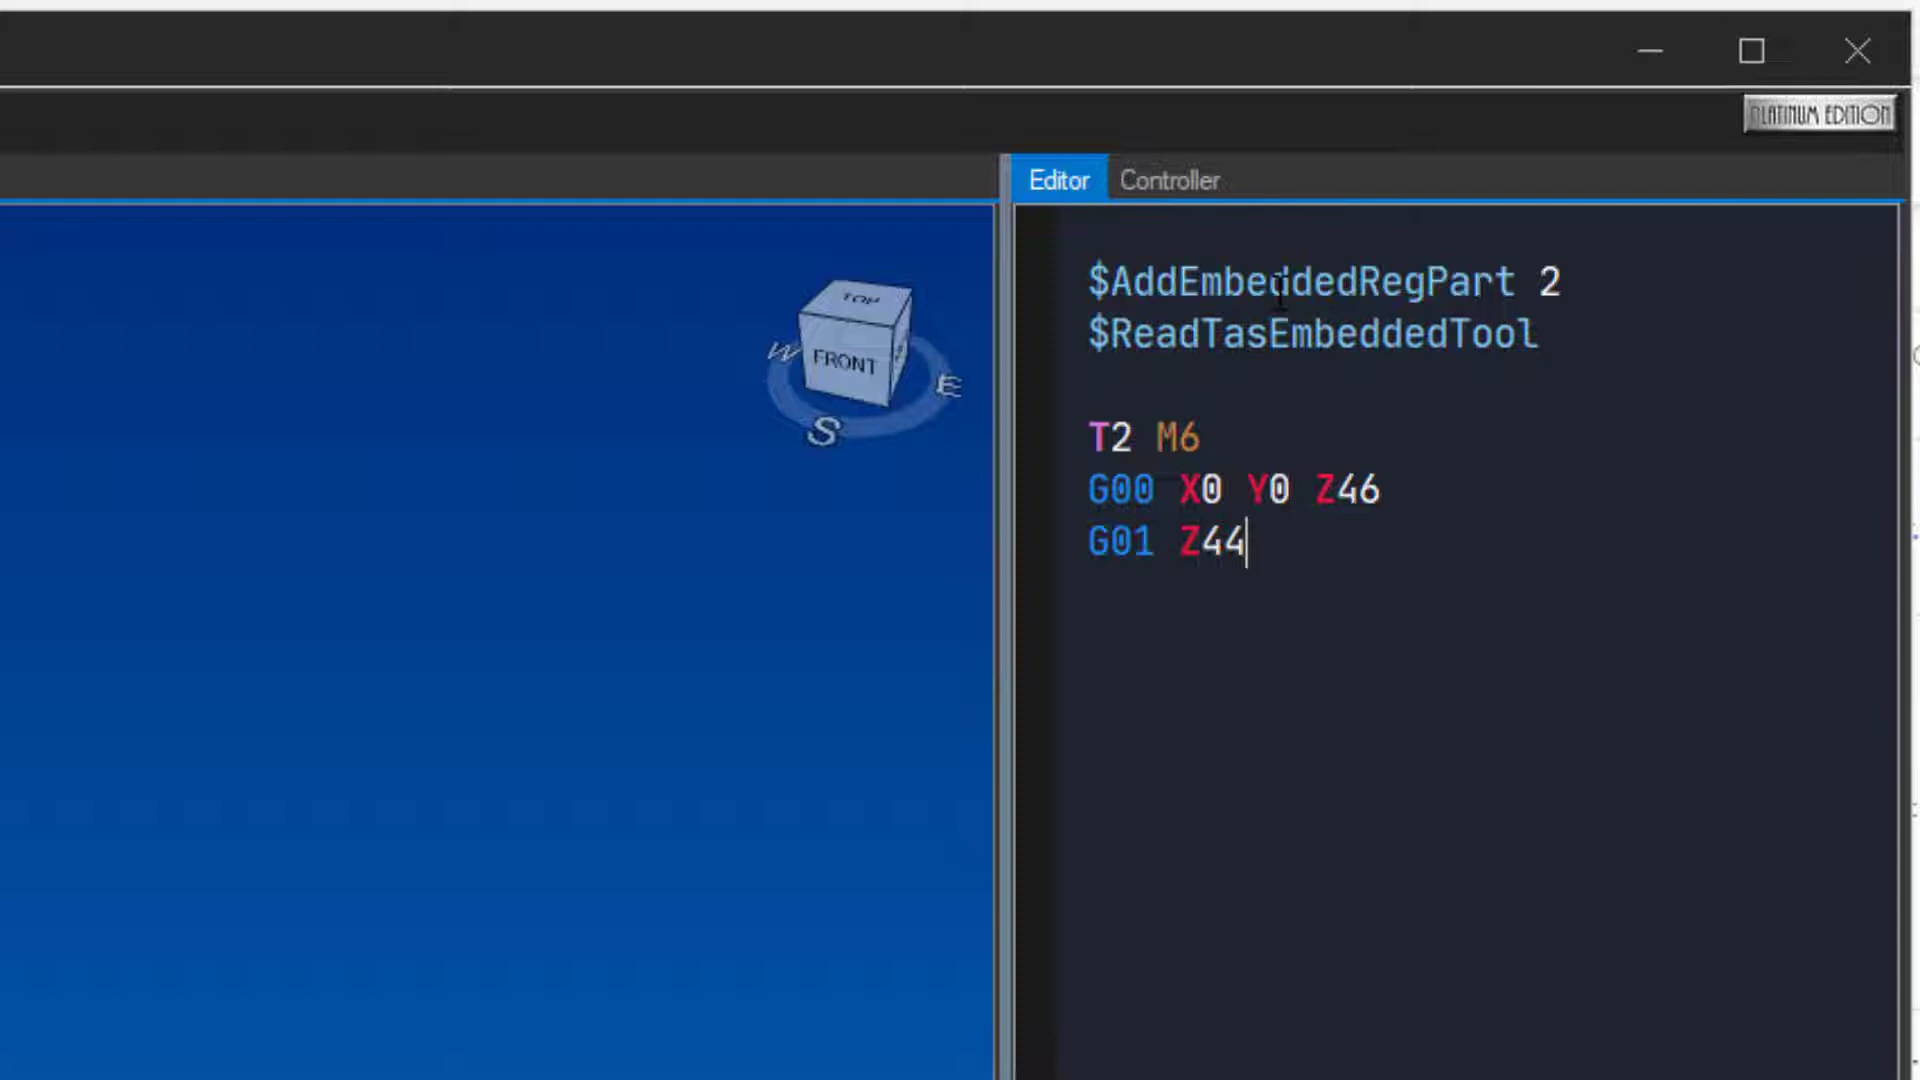 PLATINUM EDITION
Editor Controller
$AddEmbeddedRegPart 2
$ReadTasEmbeddedTool
T2 M6
G00 X0 Y0 Z46
G01 Z44
TOP
FRONT
W
E
S